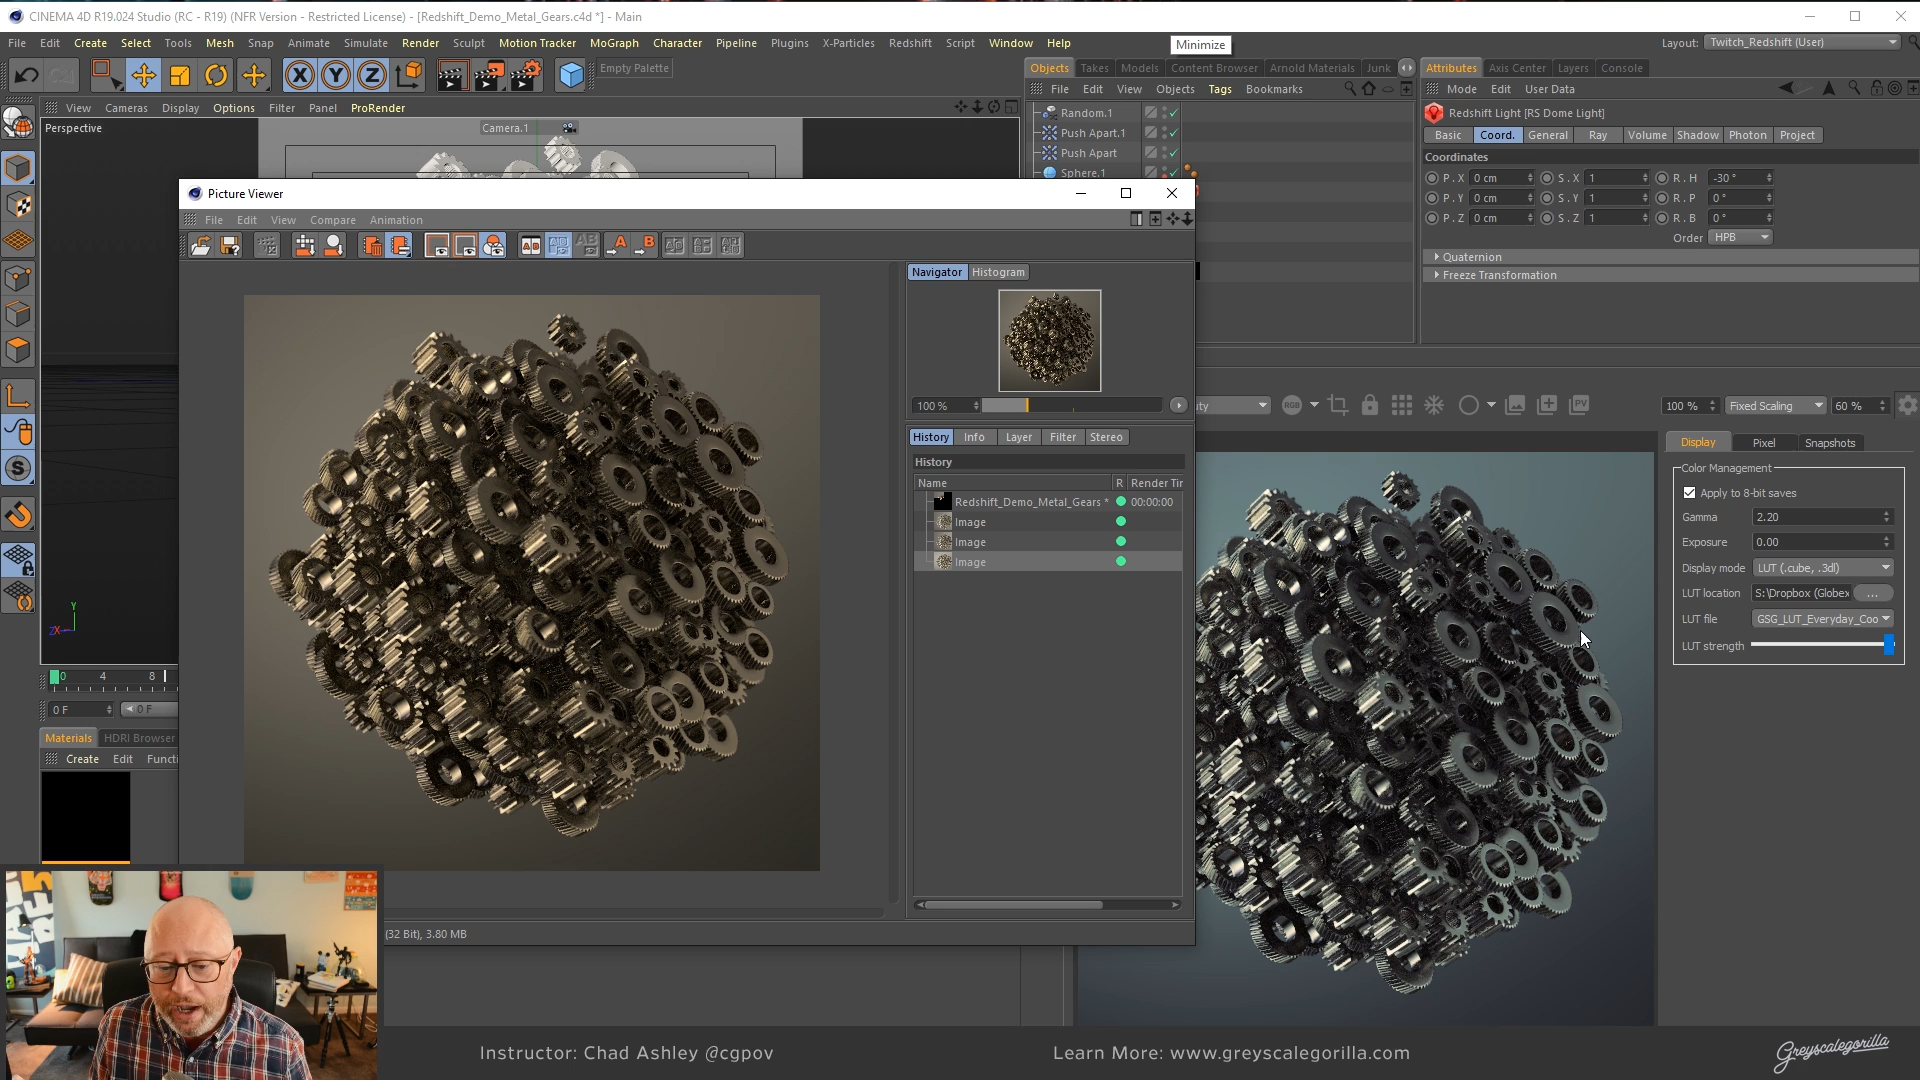 CINEMA 4D R19.024 Studio (RC - R19) (NFR Version - Restricted License) - [Redshift_Demo_Metal_Gears.c4d *] - Main
File Edit Create Select Tools Mesh Snap Animate Simulate Render Sculpt Motion Tracker MoGraph Character Pipeline Plugins X-Particles Redshift Script Window Help
Minimize
Layout: Twitch_Redshift (User)
X Y Z
Empty Palette
Objects Takes Models Content Browser Arnold Materials Junk
Attributes Axis Center Layers Console
File Edit View Objects Tags Bookmarks
Mode Edit User Data
View Cameras Display Options Filter Panel ProRender
Perspective
Camera.1
Random.1
Push Apart.1
Push Apart
Sphere.1
Redshift Light [RS Dome Light]
Basic Coord. General Ray Volume Shadow Photon Project
Coordinates
P . X 0 cm S . X 1 R . H -30 °
P . Y 0 cm S . Y 1 R . P 0 °
P . Z 0 cm S . Z 1 R . B 0 °
Order HPB
Quaternion
Freeze Transformation
Picture Viewer
File Edit View Compare Animation
Navigator Histogram
100 %
History Info Layer Filter Stereo
History
Name R Render Tir
Redshift_Demo_Metal_Gears * 00:00:00
Image
Image
Image
(32 Bit), 3.80 MB
uty
RGB
PV
100 % Fixed Scaling 60 %
Display Pixel Snapshots
Color Management
Apply to 8-bit saves
Gamma 2.20
Exposure 0.00
Display mode LUT (.cube, .3dl)
LUT location S:\Dropbox (Globex ...
LUT file GSG_LUT_Everyday_Coo
LUT strength
Y
0 4 8
0 F 0 F
Materials HDRI Browser
Create Edit Functi
Instructor: Chad Ashley @cgpov
Learn More: www.greyscalegorilla.com
Greyscalegorilla